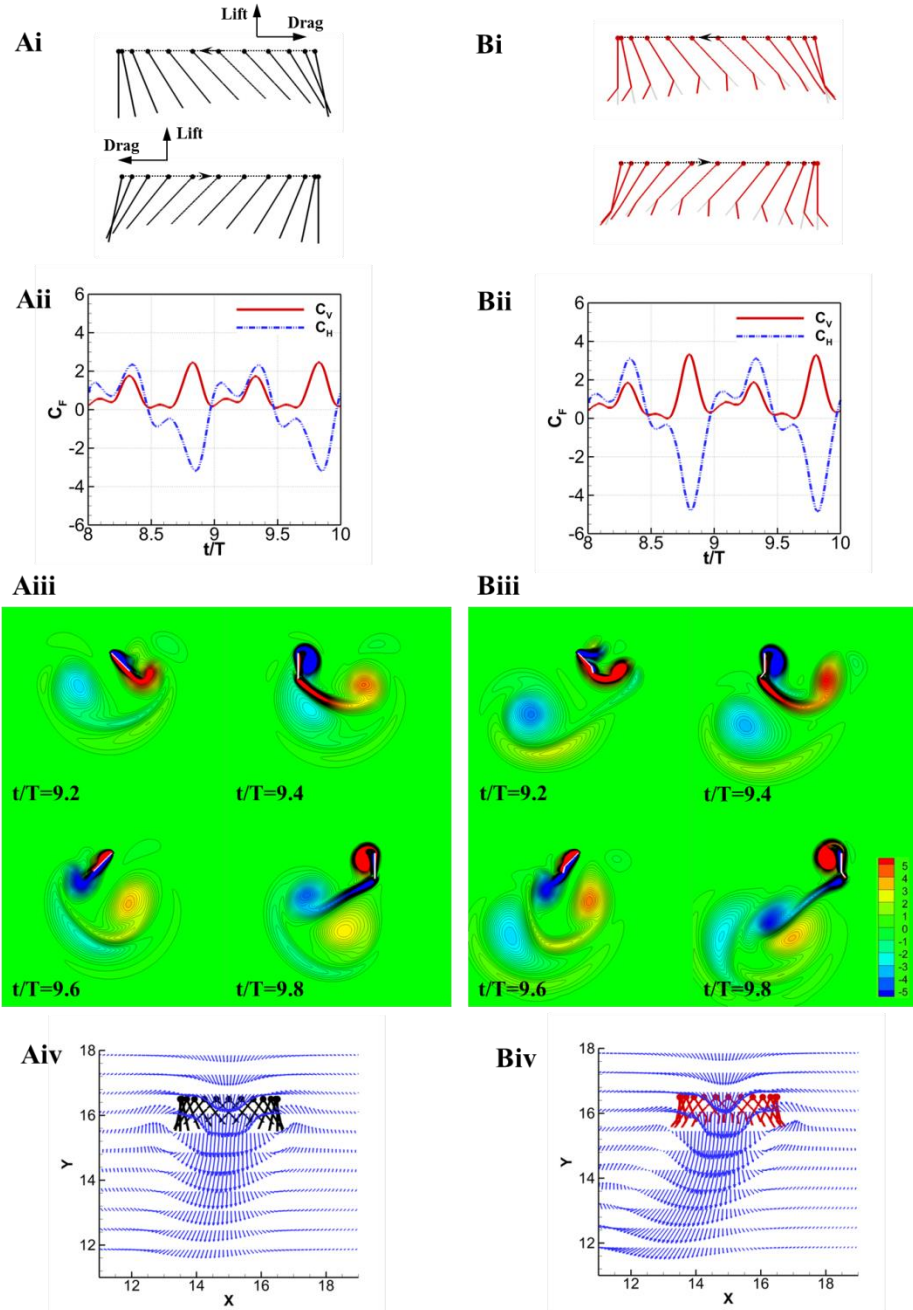 Ai
Lift
Drag
Drag
Lift
Bi
Aii
6
4
2
0
-2
-4
-6
C_F
C_V
C_H
8
8.5
9
9.5
10
t/T
Bii
6
4
2
0
-2
-4
-6
C_F
C_V
C_H
8
8.5
9
9.5
10
t/T
Aiii
t/T=9.2
t/T=9.4
t/T=9.6
t/T=9.8
Biii
t/T=9.2
t/T=9.4
t/T=9.6
t/T=9.8
5
4
3
2
1
0
-1
-2
-3
-4
-5
Aiv
18
16
14
12
Y
12
14
16
18
X
Biv
18
16
14
12
Y
12
14
16
18
X